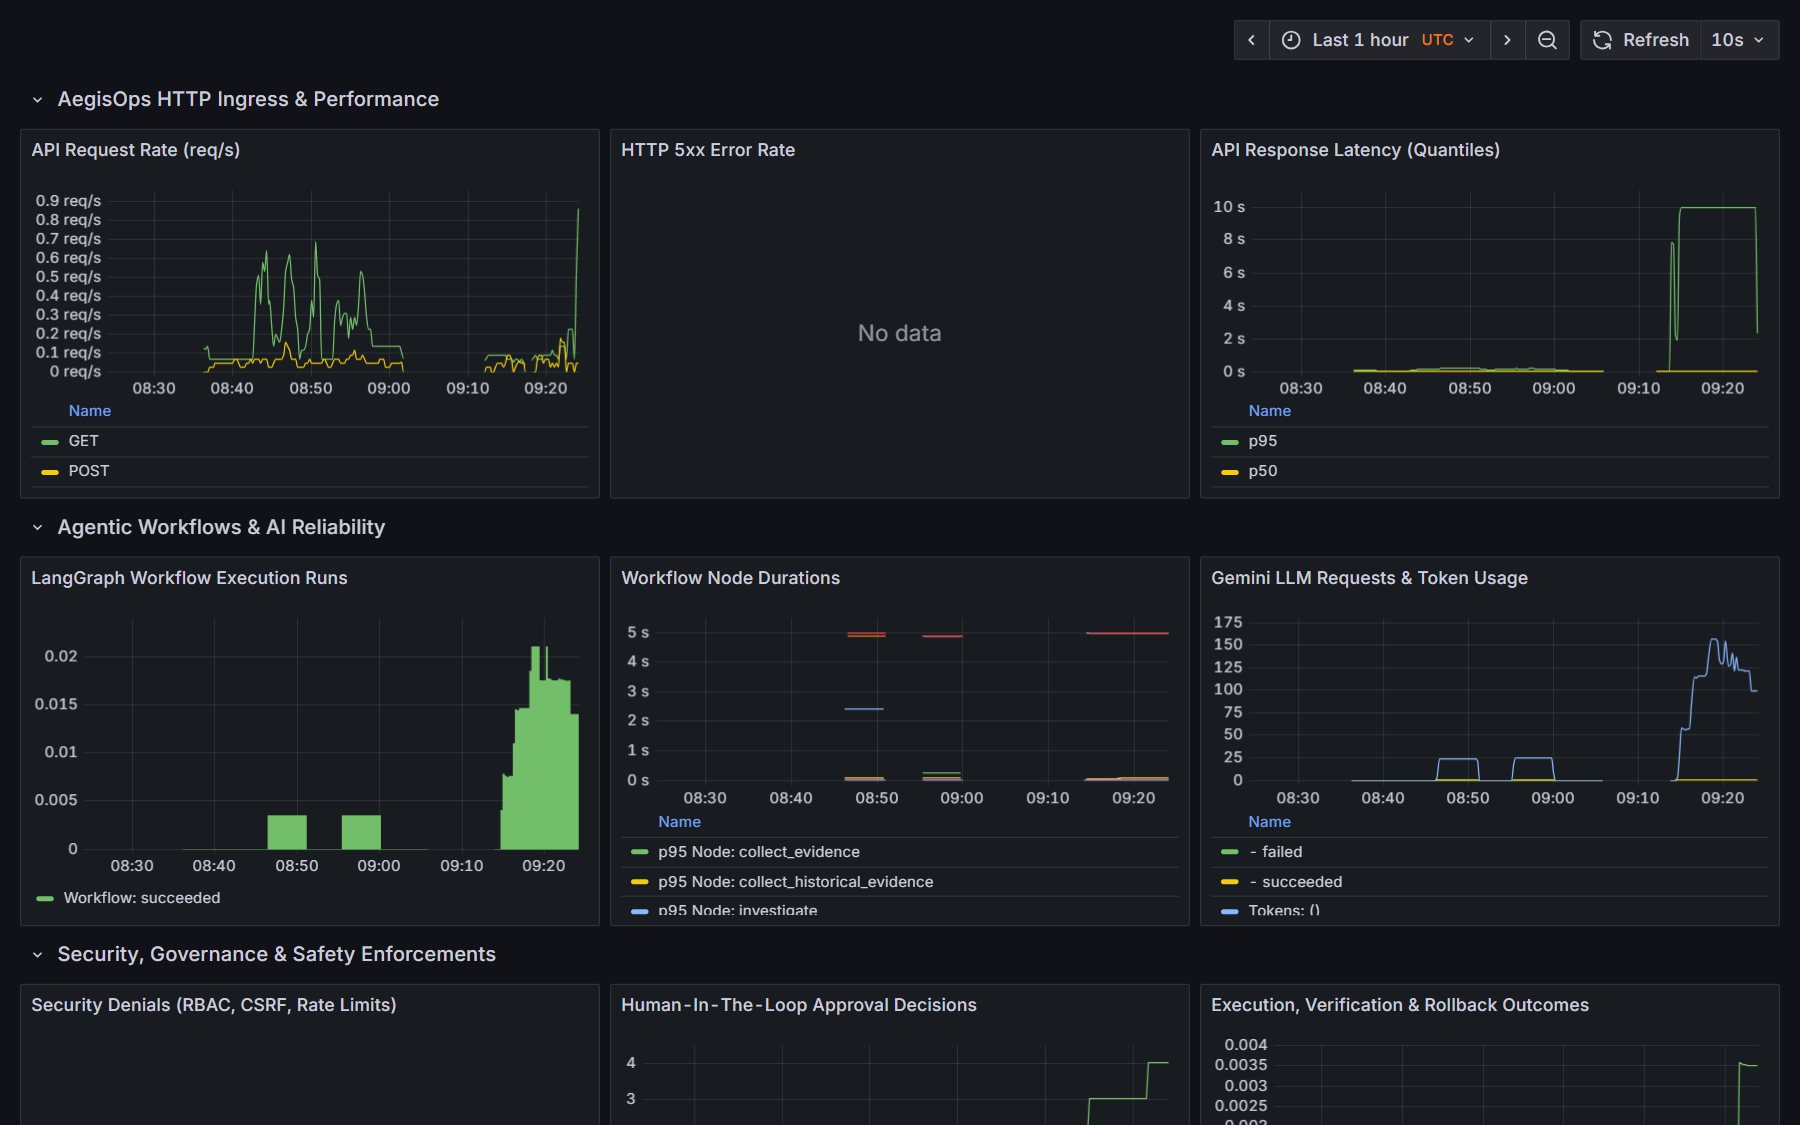 Last 1 hour UTC
Refresh 10s
AegisOps HTTP Ingress & Performance
API Request Rate (req/s)
0.9 req/s
0.8 req/s
0.7 req/s
0.6 req/s
0.5 req/s
0.4 req/s
0.3 req/s
0.2 req/s
0.1 req/s
0 req/s
08:30 08:40 08:50 09:00 09:10 09:20
Name
GET
POST
HTTP 5xx Error Rate
No data
API Response Latency (Quantiles)
10 s
8 s
6 s
4 s
2 s
0 s
08:30 08:40 08:50 09:00 09:10 09:20
Name
p95
p50
Agentic Workflows & AI Reliability
LangGraph Workflow Execution Runs
0.02
0.015
0.01
0.005
0
08:30 08:40 08:50 09:00 09:10 09:20
Workflow: succeeded
Workflow Node Durations
5 s
4 s
3 s
2 s
1 s
0 s
08:30 08:40 08:50 09:00 09:10 09:20
Name
p95 Node: collect_evidence
p95 Node: collect_historical_evidence
p95 Node: investigate
Gemini LLM Requests & Token Usage
175
150
125
100
75
50
25
0
08:30 08:40 08:50 09:00 09:10 09:20
Name
- failed
- succeeded
Tokens: ()
Security, Governance & Safety Enforcements
Security Denials (RBAC, CSRF, Rate Limits)
Human-In-The-Loop Approval Decisions
4
3
Execution, Verification & Rollback Outcomes
0.004
0.0035
0.003
0.0025
0.002